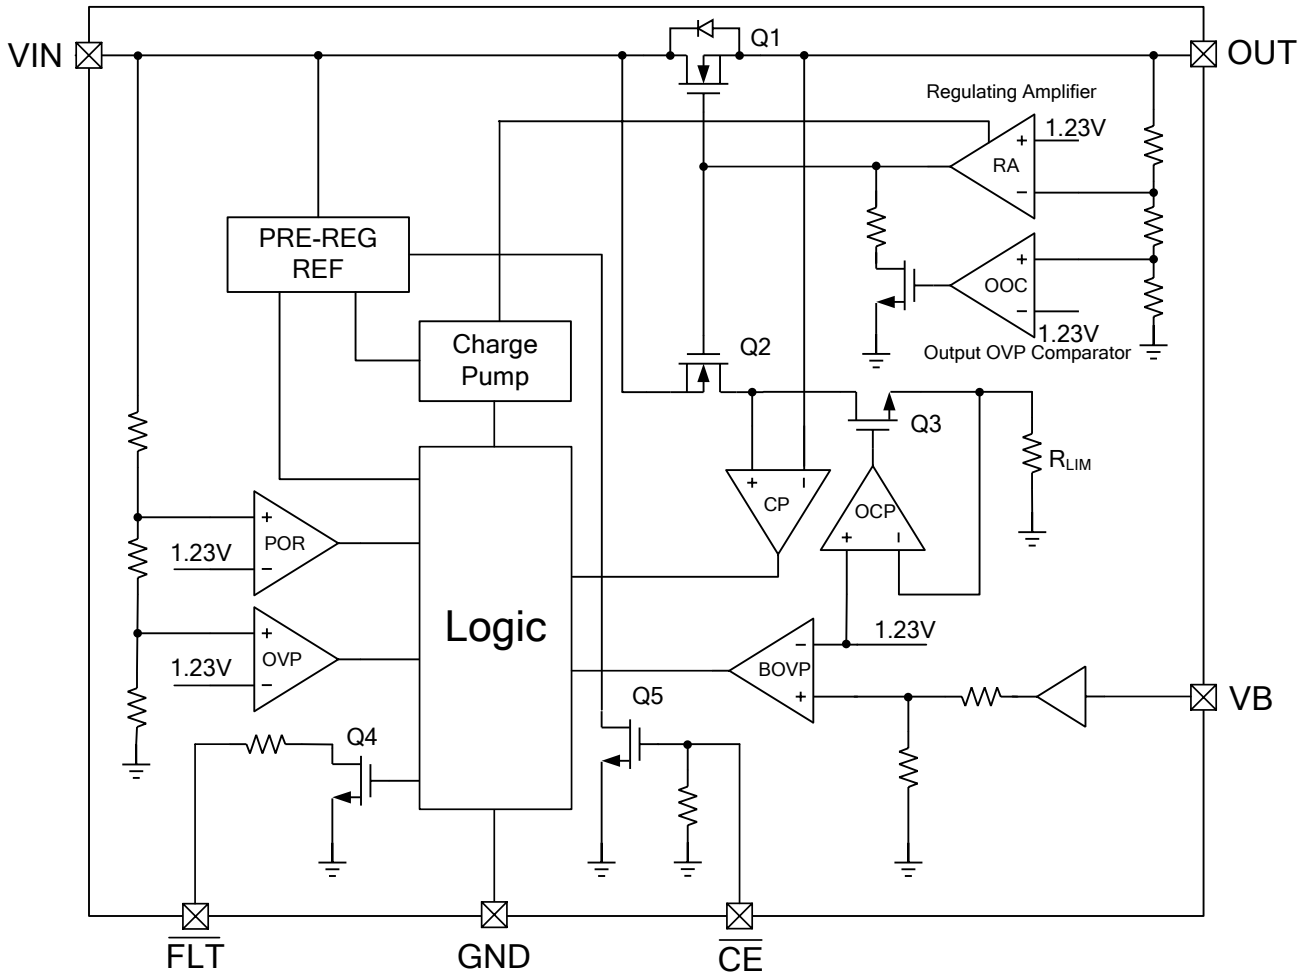 Q1
VIN
OUT
Regulating Amplifier
1.23V
+
RA
−
PRE-REG
REF
+
OOC
−
1.23V
Output OVP Comparator
Charge
Pump
Q2
Q3
RLIM
+
−
CP
OCP
+
−
+
POR
1.23V
−
Logic
1.23V
−
BOVP
+
+
OVP
1.23V
−
VB
Q5
Q4
FLT
GND
CE